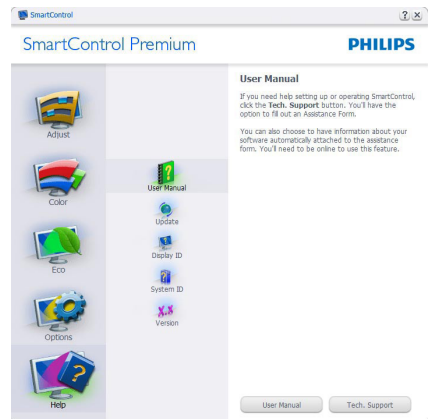 SmartControl
? x
SmartControl Premium
PHILIPS
Adjust
Color
Eco
Options
Help
User Manual
Update
Display ID
System ID
X.X
Version
User Manual
If you need help setting up or operating SmartControl,
click the Tech. Support button. You'll have the
option to fill out an Assistance Form.
You can also choose to have information about your
software automatically attached to the assistance
form. You'll need to be online to use this feature.
User Manual
Tech. Support